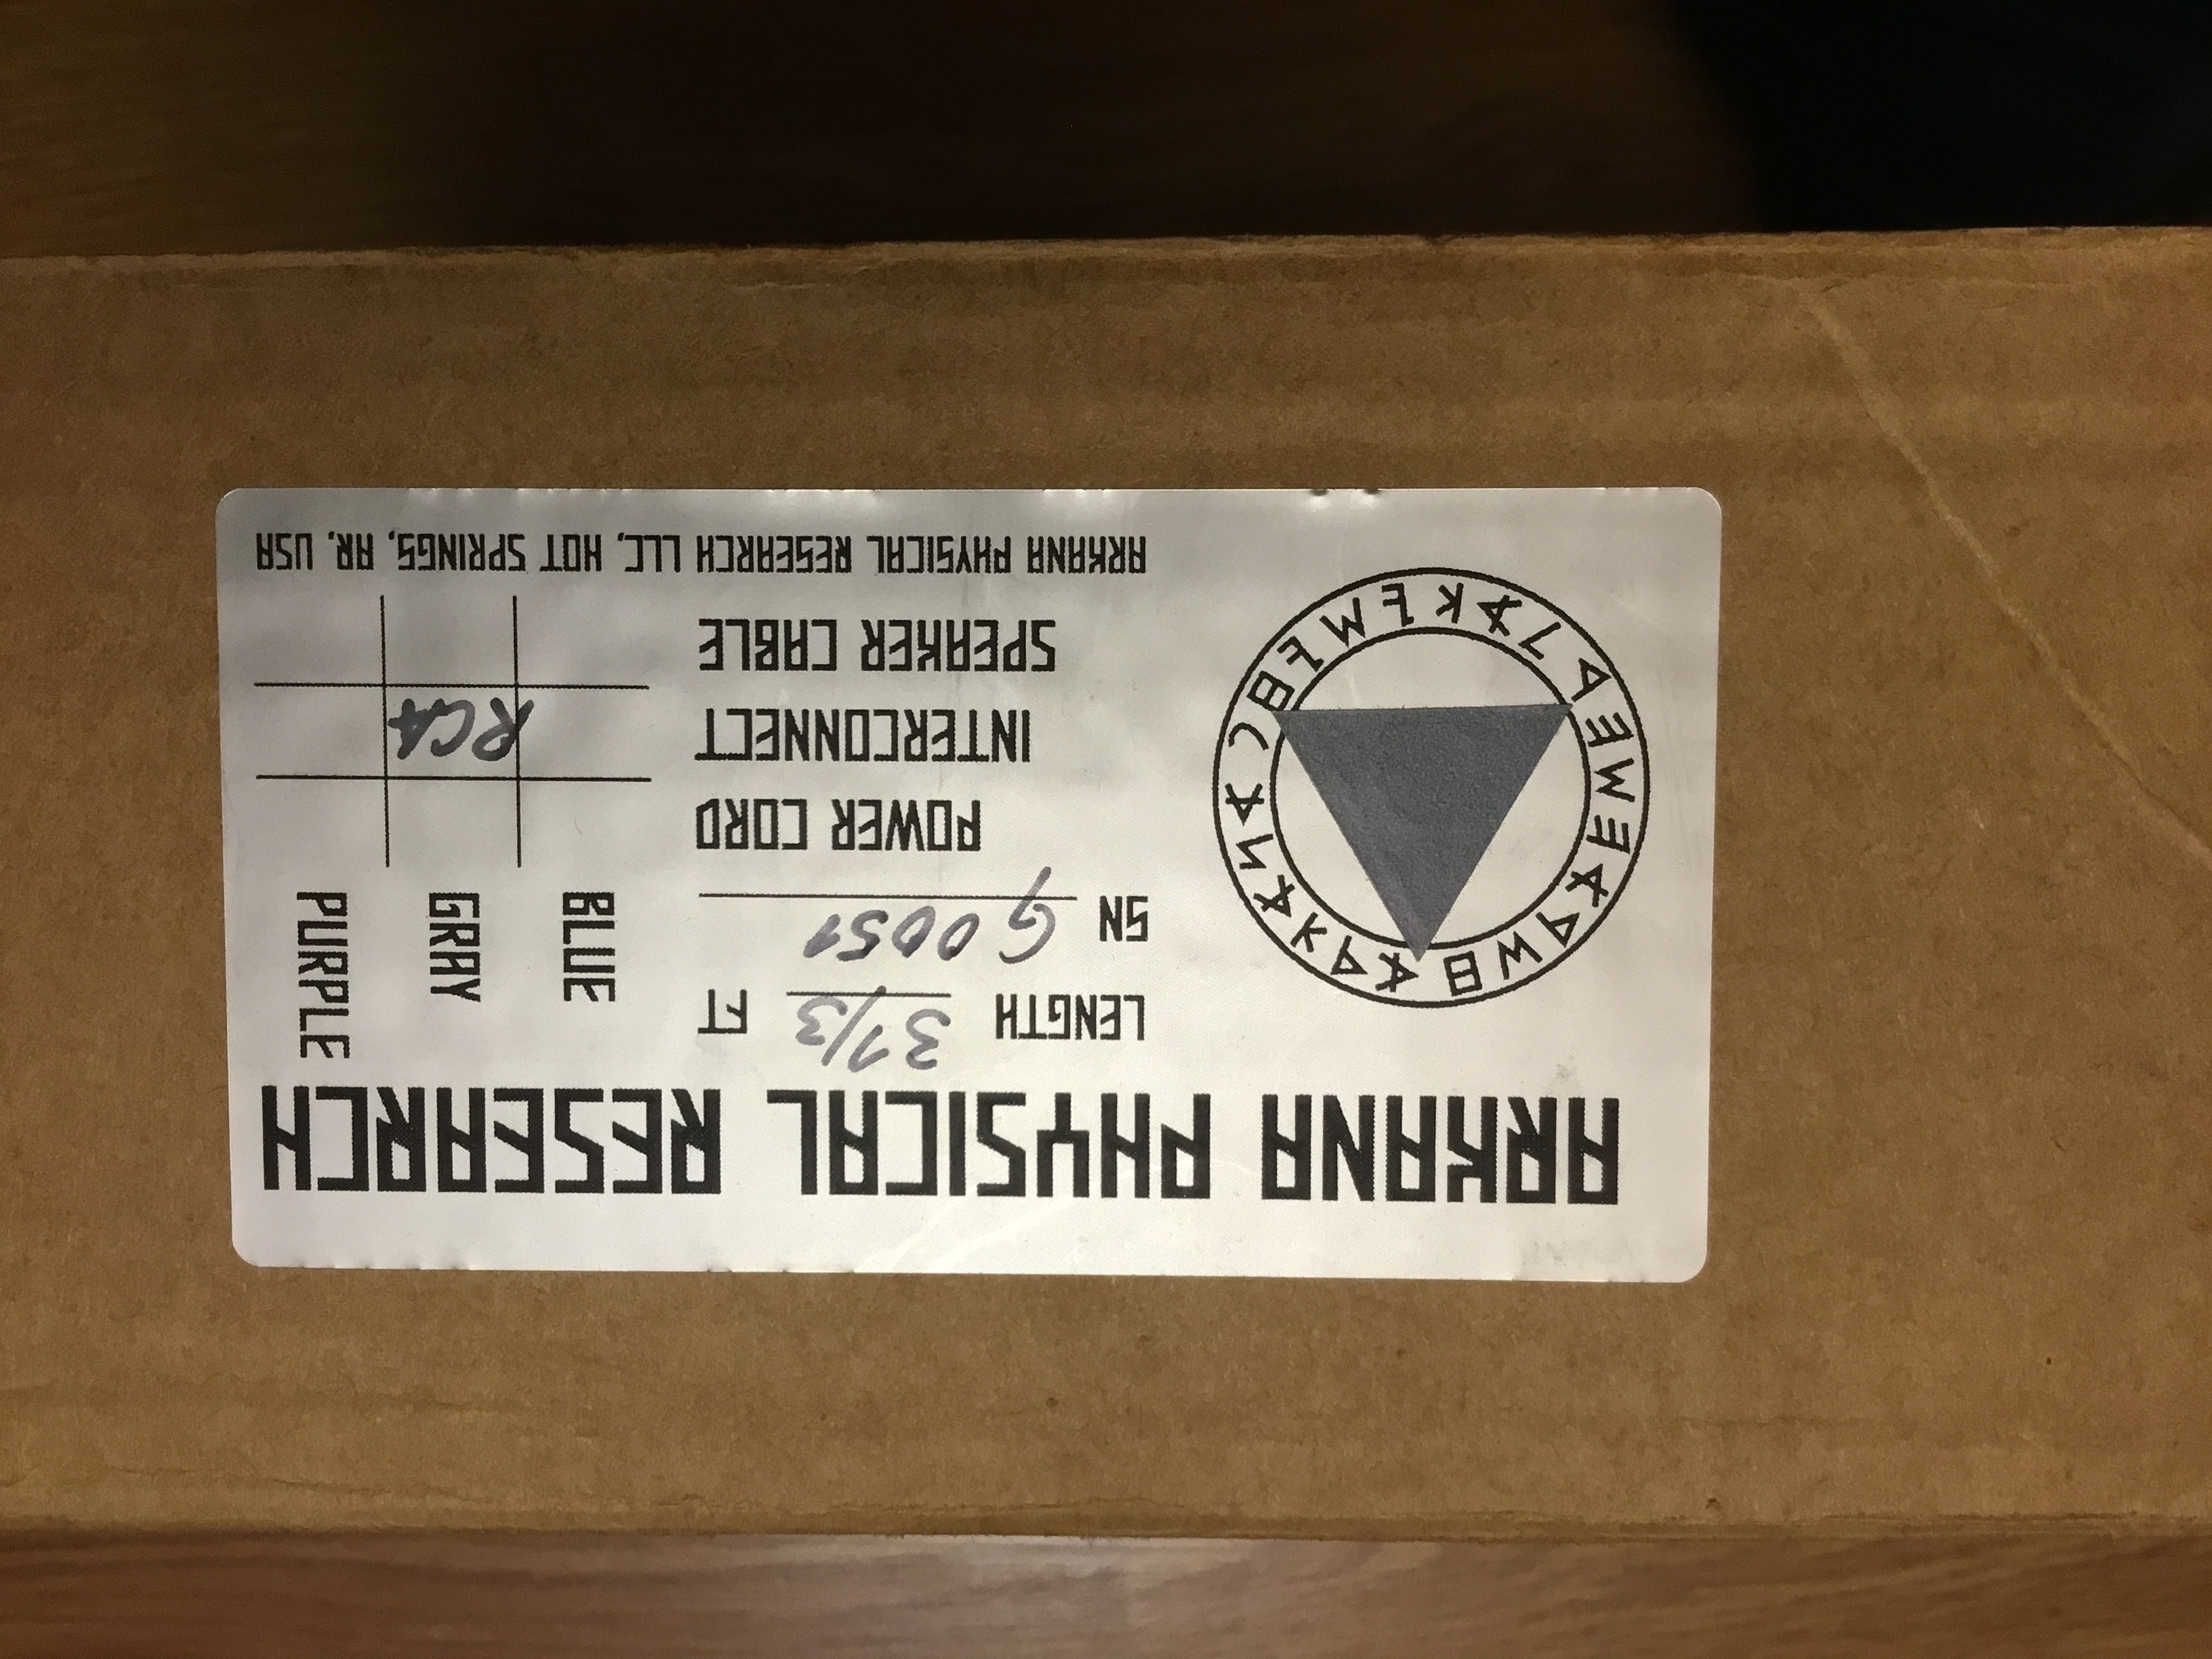 ARKANA PHYSICAL RESEARCH
LENGTH 3 1/3 FT
SN G0051
BLUE
GRAY
PURPLE
POWER CORD
INTERCONNECT RCA
SPEAKER CABLE
ARKANA PHYSICAL RESEARCH LLC, HOT SPRINGS, AR, USA